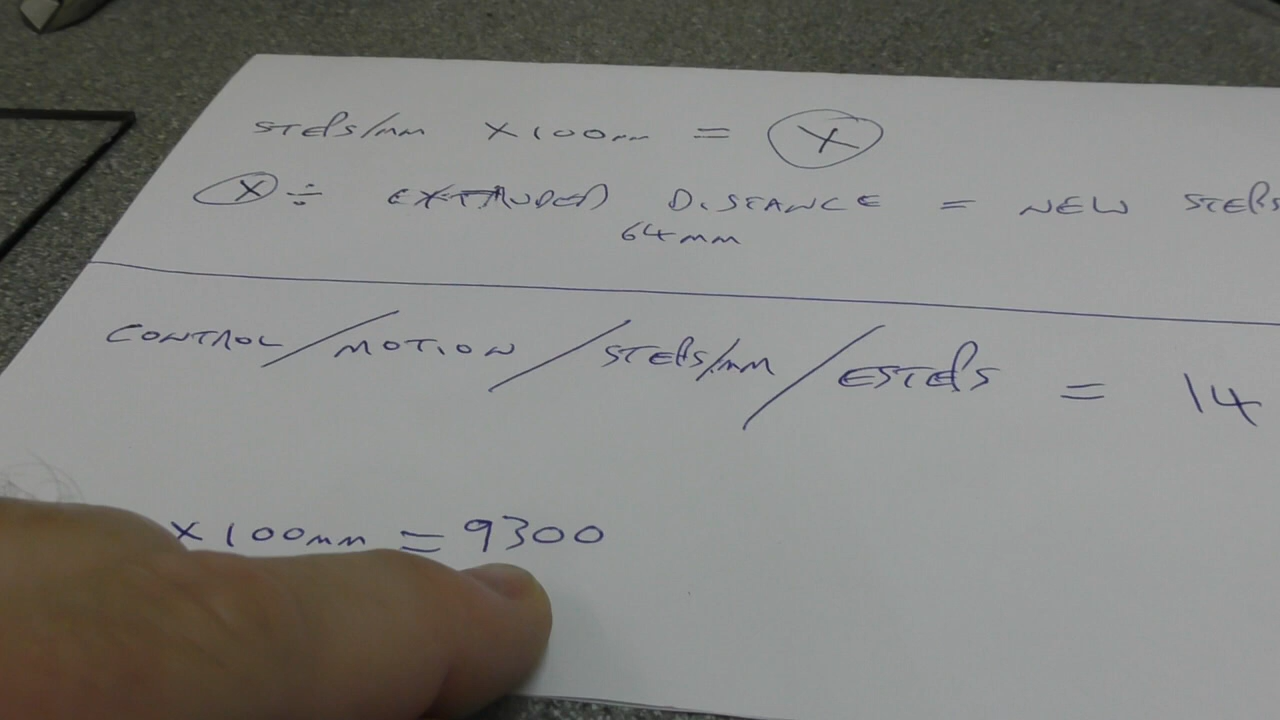 STEPS/MM X100mm = X
X ÷ EXTRUDED DISTANCE = NEW STEPS
64mm
CONTROL/MOTION/STEPS/MM/ESTEPS = 14
X100mm = 9300